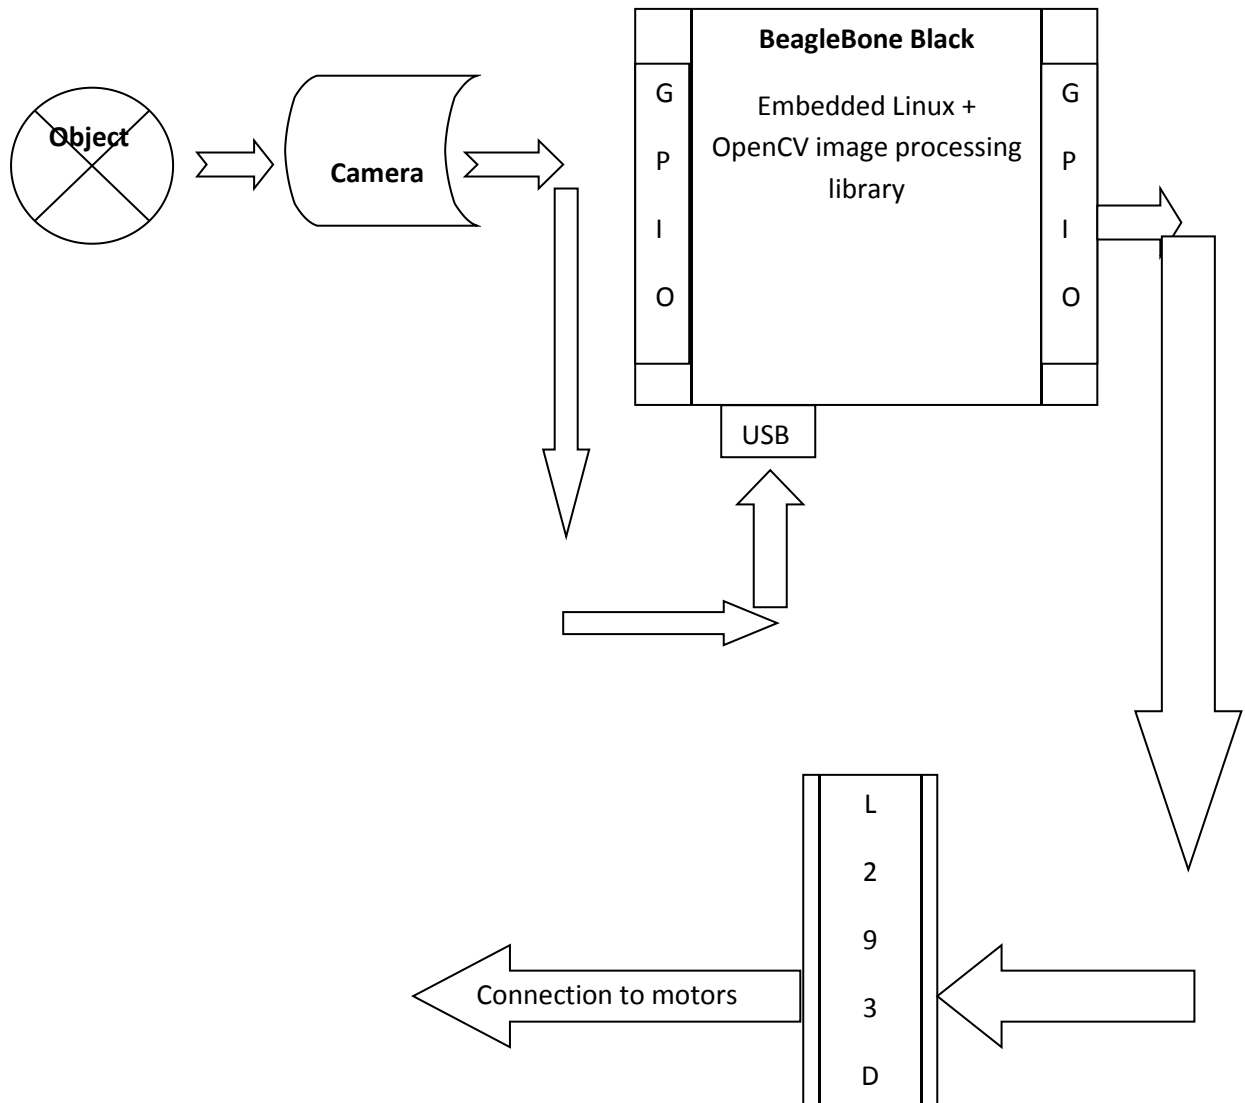 BeagleBone Black
Embedded Linux +
OpenCV image processing
library
G
P
I
O
G
P
I
O
Object
Camera
USB
L
2
9
3
D
Connection to motors